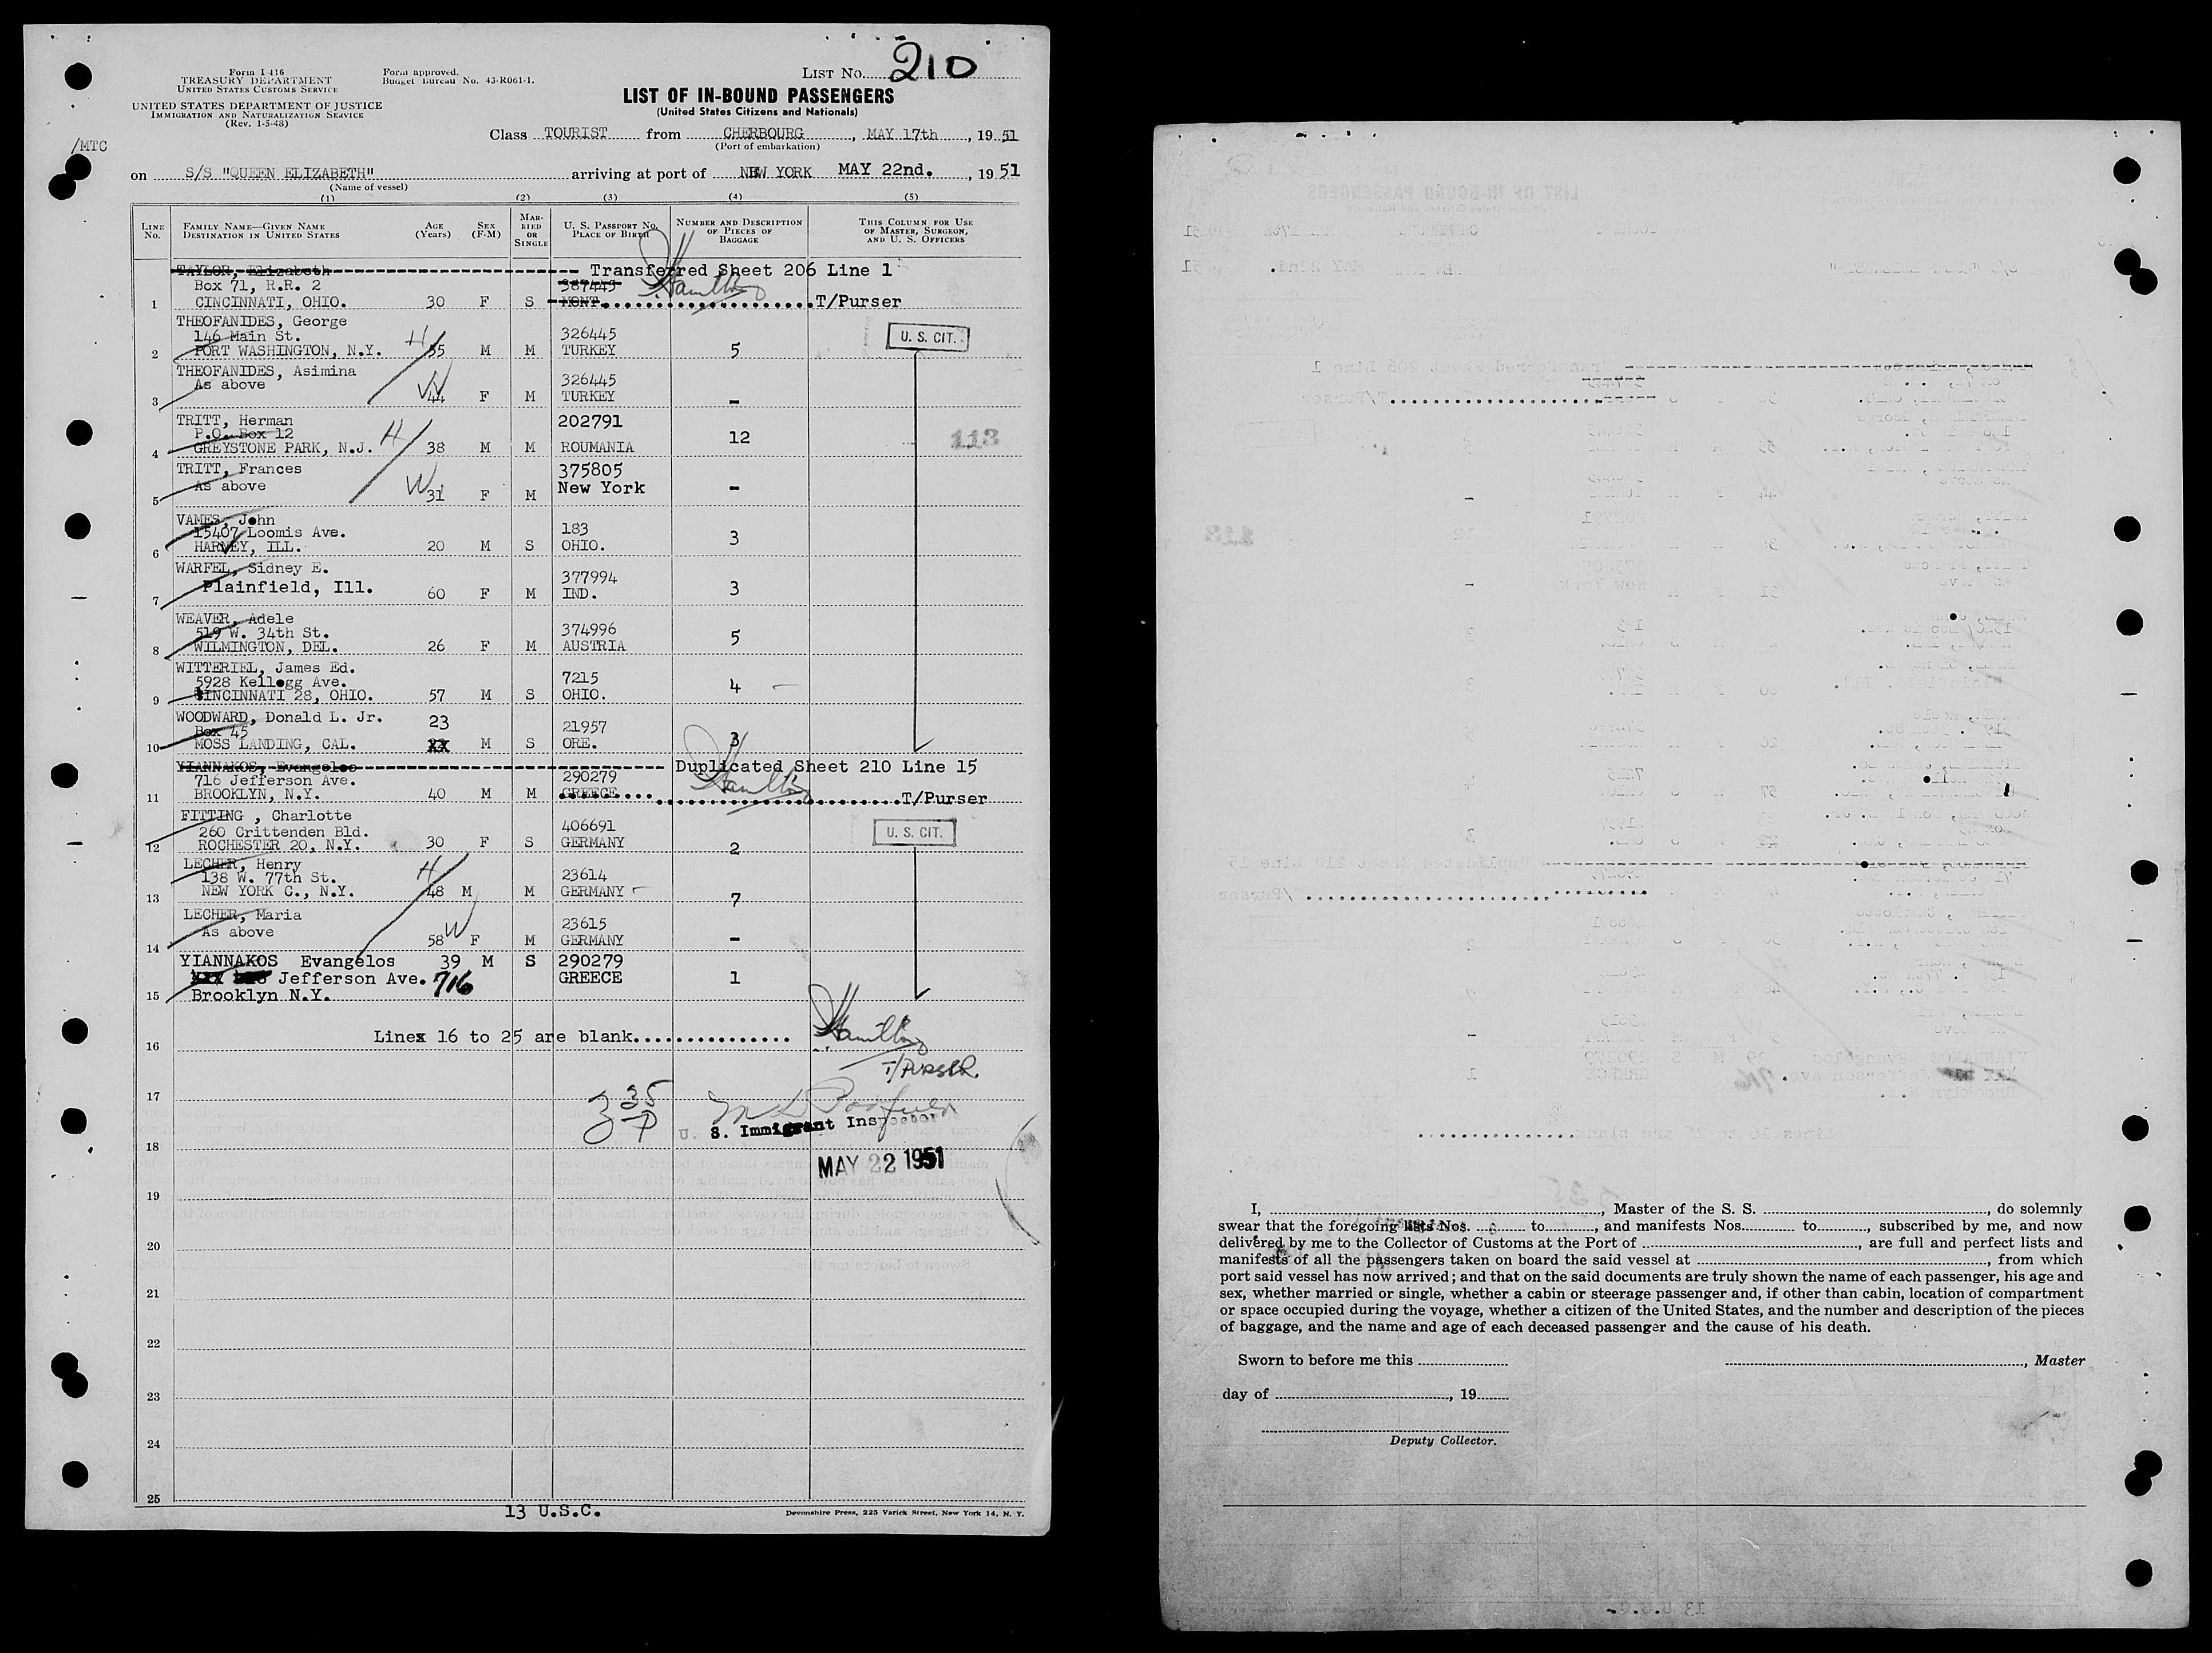 Form I 416
TREASURY DEPARTMENT
UNITED STATES CUSTOMS SERVICE
UNITED STATES DEPARTMENT OF JUSTICE
IMMIGRATION AND NATURALIZATION SERVICE
(Rev. 1-5-48)
Form approved.
Budget Bureau No. 43-R061-1.
LIST No. 210
LIST OF IN-BOUND PASSENGERS
(United States Citizens and Nationals)
/MTC
Class TOURIST from CHERBOURG, MAY 17th, 1951
(Port of embarkation)
on S/S "QUEEN ELIZABETH" arriving at port of NEW YORK MAY 22nd., 1951
(Name of vessel)
(1) (2) (3) (4) (5)
LINE No. FAMILY NAME—GIVEN NAME DESTINATION IN UNITED STATES AGE (Years) SEX (F-M) MARRIED OR SINGLE U. S. PASSPORT No. PLACE OF BIRTH NUMBER AND DESCRIPTION OF PIECES OF BAGGAGE THIS COLUMN FOR USE OF MASTER, SURGEON, AND U. S. OFFICERS
TAYLOR, Elizabeth Transferred Sheet 206 Line 1
Box 71, R.R. 2 387445
1 CINCINNATI, OHIO. 30 F S MONT. T/Purser
THEOFANIDES, George
146 Main St. 326445 U. S. CIT.
2 PORT WASHINGTON, N.Y. H 55 M M TURKEY 5
THEOFANIDES, Asimina
As above W 326445
3 44 F M TURKEY -
TRITT, Herman 202791
P.O. Box 12 H 12 113
4 GREYSTONE PARK, N.J. 38 M M ROUMANIA
TRITT, Frances 375805
As above W New York -
5 31 F M
VAMES, John
15407 Loomis Ave. 183 3
6 HARVEY, ILL. 20 M S OHIO.
WARFEL, Sidney E. 377994
Plainfield, Ill. 3
7 60 F M IND.
WEAVER, Adele
519 W. 34th St. 374996 5
8 WILMINGTON, DEL. 26 F M AUSTRIA
WITTERIEL, James Ed.
5928 Kellogg Ave. 7215 4
9 CINCINNATI 28, OHIO. 57 M S OHIO.
WOODWARD, Donald L. Jr. 23
Box 45 21957 3
10 MOSS LANDING, CAL. XX M S ORE.
YIANNAKOS, Evangelos Duplicated Sheet 210 Line 15
716 Jefferson Ave. 290279
11 BROOKLYN, N.Y. 40 M M GREECE T/Purser
FITTING , Charlotte
260 Crittenden Bld. 406691 U. S. CIT.
12 ROCHESTER 20, N.Y. 30 F S GERMANY 2
LECHER, Henry H
138 W. 77th St. 23614
13 NEW YORK C., N.Y. 48 M M GERMANY 7
LECHER, Maria
As above W 23615
14 58 F M GERMANY -
YIANNAKOS Evangelos 39 M S 290279
Jefferson Ave. 716 GREECE 1
15 Brooklyn N.Y.
Linex 16 to 25 are blank
16
T/PURSER
17
U. S. Immigrant Inspector
18
MAY 22 1951
19
20
21
22
23
24
25
13 U.S.C.
Devonshire Press, 225 Varick Street, New York 14, N. Y.
I, , Master of the S. S. , do solemnly
swear that the foregoing lists Nos. to , and manifests Nos. to , subscribed by me, and now
delivered by me to the Collector of Customs at the Port of , are full and perfect lists and
manifests of all the passengers taken on board the said vessel at , from which
port said vessel has now arrived; and that on the said documents are truly shown the name of each passenger, his age and
sex, whether married or single, whether a cabin or steerage passenger and, if other than cabin, location of compartment
or space occupied during the voyage, whether a citizen of the United States, and the number and description of the pieces
of baggage, and the name and age of each deceased passenger and the cause of his death.
Sworn to before me this , Master
day of , 19
Deputy Collector.